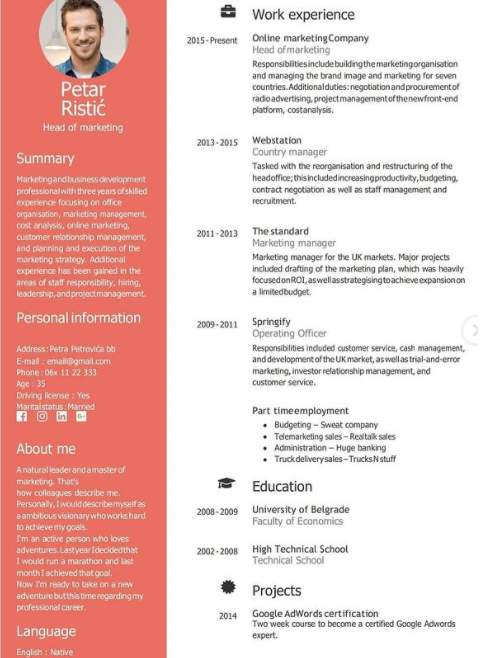 Petar
Ristić
Head of marketing
Summary
Marketing and business development
professional with three years of skilled
experience focusing on office
organisation, marketing management,
cost analysis, online marketing,
customer relationship management,
and planning and execution of the
marketing strategy. Additional
experience has been gained in the
areas of staff responsibility, hiring,
leadership, and project management.
Personal information
Address: Petra Petrovića bb
E-mail : email@gmail.com
Phone : 06x 11 22 333
Age : 35
Driving license : Yes
Marital status : Married
About me
A natural leader and a master of
marketing. That's
how colleagues describe me.
Personally, I would describe myself as
a ambitious visionary who works hard
to achieve my goals.
I'm an active person who loves
adventures. Last year I decided that
I would run a marathon and last
month I achieved that goal.
Now I'm ready to take on a new
adventure but this time regarding my
professional career.
Language
English : Native
Work experience
2015 - Present
Online marketing Company
Head of marketing
Responsibilities include building the marketing organisation
and managing the brand image and marketing for seven
countries. Additional duties: negotiation and procurement of
radio advertising, project management of the new front-end
platform, cost analysis.
2013 - 2015
Webstation
Country manager
Tasked with the reorganisation and restructuring of the
head office; this included increasing productivity, budgeting,
contract negotiation as well as staff management and
recruitment.
2011 - 2013
The standard
Marketing manager
Marketing manager for the UK markets. Major projects
included drafting of the marketing plan, which was heavily
focused on ROI, as well as strategising to achieve expansion on
a limited budget.
2009 - 2011
Springify
Operating Officer
Responsibilities included customer service, cash management,
and development of the UK market, as well as trial-and-error
marketing, investor relationship management, and
customer service.
Part time employment
• Budgeting – Sweat company
• Telemarketing sales – Realtalk sales
• Administration – Huge banking
• Truck delivery sales – Trucks N stuff
Education
2008 - 2009
University of Belgrade
Faculty of Economics
2002 - 2008
High Technical School
Technical School
Projects
2014
Google AdWords certification
Two week course to become a certified Google Adwords
expert.